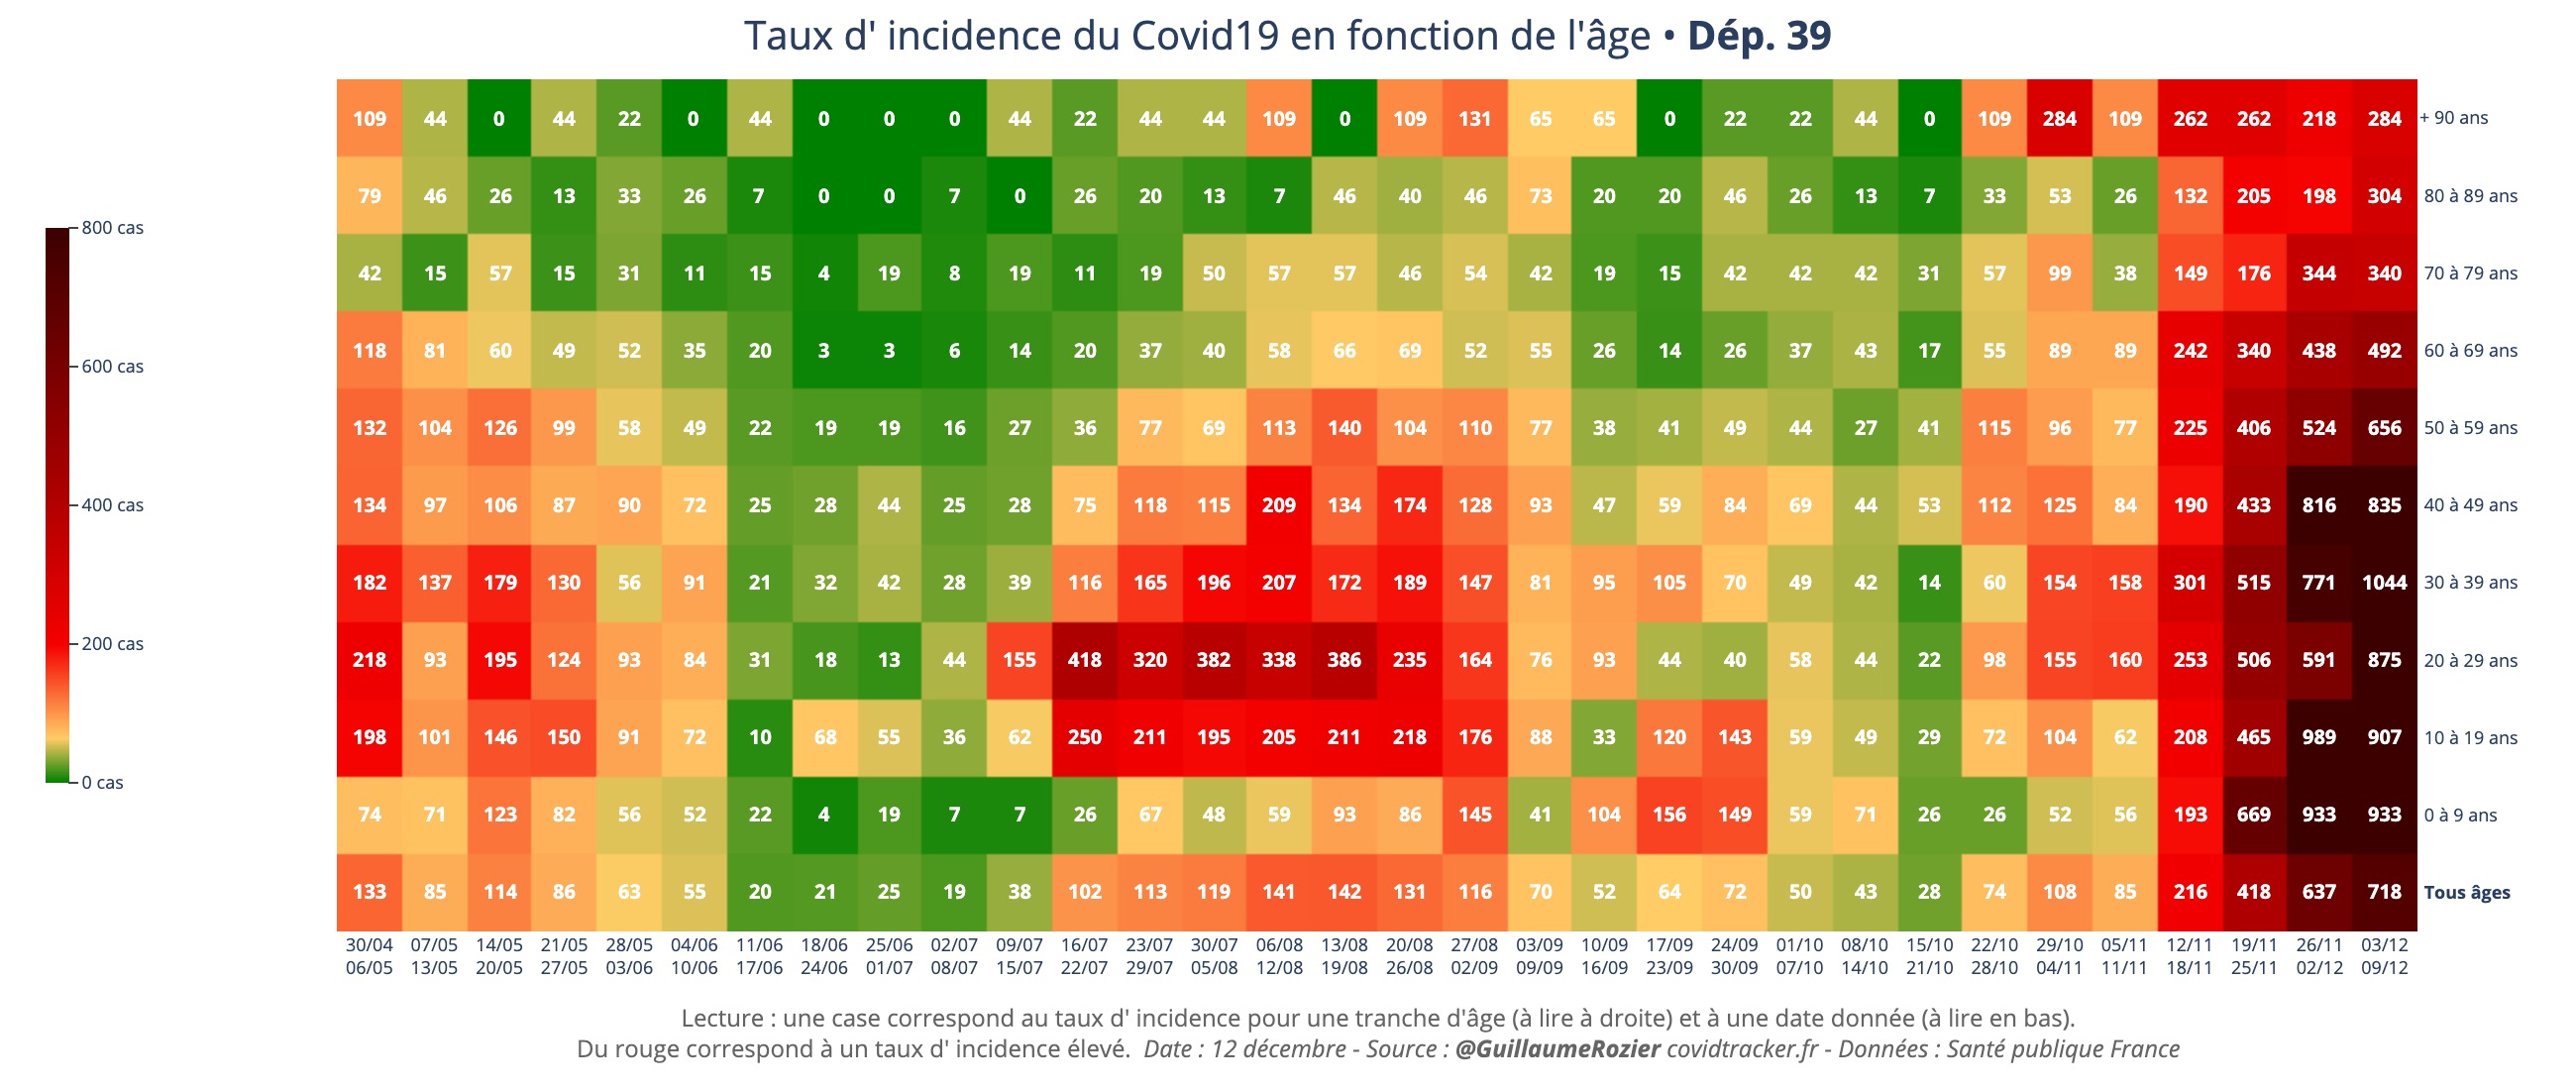 Taux d' incidence du Covid19 en fonction de l'âge • Dép. 39
109 44 0 44 22 0 44 0 0 0 44 22 44 44 109 0 109 131 65 65 0 22 22 44 0 109 284 109 262 262 218 284 + 90 ans
79 46 26 13 33 26 7 0 0 7 0 26 20 13 7 46 40 46 73 20 20 46 26 13 7 33 53 26 132 205 198 304 80 à 89 ans
800 cas
42 15 57 15 31 11 15 4 19 8 19 11 19 50 57 57 46 54 42 19 15 42 42 42 31 57 99 38 149 176 344 340 70 à 79 ans
118 81 60 49 52 35 20 3 3 6 14 20 37 40 58 66 69 52 55 26 14 26 37 43 17 55 89 89 242 340 438 492 60 à 69 ans
600 cas
132 104 126 99 58 49 22 19 19 16 27 36 77 69 113 140 104 110 77 38 41 49 44 27 41 115 96 77 225 406 524 656 50 à 59 ans
400 cas
134 97 106 87 90 72 25 28 44 25 28 75 118 115 209 134 174 128 93 47 59 84 69 44 53 112 125 84 190 433 816 835 40 à 49 ans
182 137 179 130 56 91 21 32 42 28 39 116 165 196 207 172 189 147 81 95 105 70 49 42 14 60 154 158 301 515 771 1044 30 à 39 ans
200 cas
218 93 195 124 93 84 31 18 13 44 155 418 320 382 338 386 235 164 76 93 44 40 58 44 22 98 155 160 253 506 591 875 20 à 29 ans
198 101 146 150 91 72 10 68 55 36 62 250 211 195 205 211 218 176 88 33 120 143 59 49 29 72 104 62 208 465 989 907 10 à 19 ans
0 cas
74 71 123 82 56 52 22 4 19 7 7 26 67 48 59 93 86 145 41 104 156 149 59 71 26 26 52 56 193 669 933 933 0 à 9 ans
133 85 114 86 63 55 20 21 25 19 38 102 113 119 141 142 131 116 70 52 64 72 50 43 28 74 108 85 216 418 637 718 Tous âges
30/04 07/05 14/05 21/05 28/05 04/06 11/06 18/06 25/06 02/07 09/07 16/07 23/07 30/07 06/08 13/08 20/08 27/08 03/09 10/09 17/09 24/09 01/10 08/10 15/10 22/10 29/10 05/11 12/11 19/11 26/11 03/12
06/05 13/05 20/05 27/05 03/06 10/06 17/06 24/06 01/07 08/07 15/07 22/07 29/07 05/08 12/08 19/08 26/08 02/09 09/09 16/09 23/09 30/09 07/10 14/10 21/10 28/10 04/11 11/11 18/11 25/11 02/12 09/12
Lecture : une case correspond au taux d' incidence pour une tranche d'âge (à lire à droite) et à une date donnée (à lire en bas).
Du rouge correspond à un taux d' incidence élevé. Date : 12 décembre - Source : @GuillaumeRozier covidtracker.fr - Données : Santé publique France